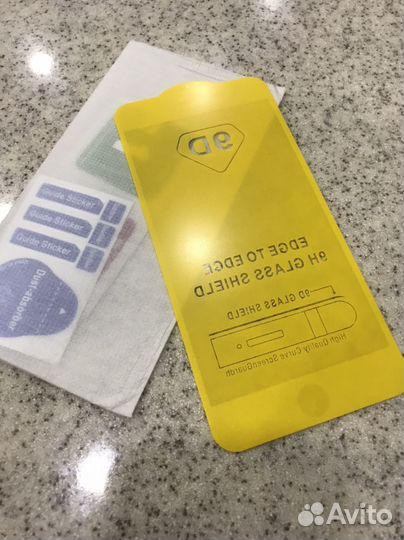 9D
EDGE TO EDGE
9H GLASS SHIELD
9D GLASS SHIELD
High Quality Curve ScreenGuard
Guide Sticker
Guide Sticker
Guide Sticker
Dust-absorber
Avito